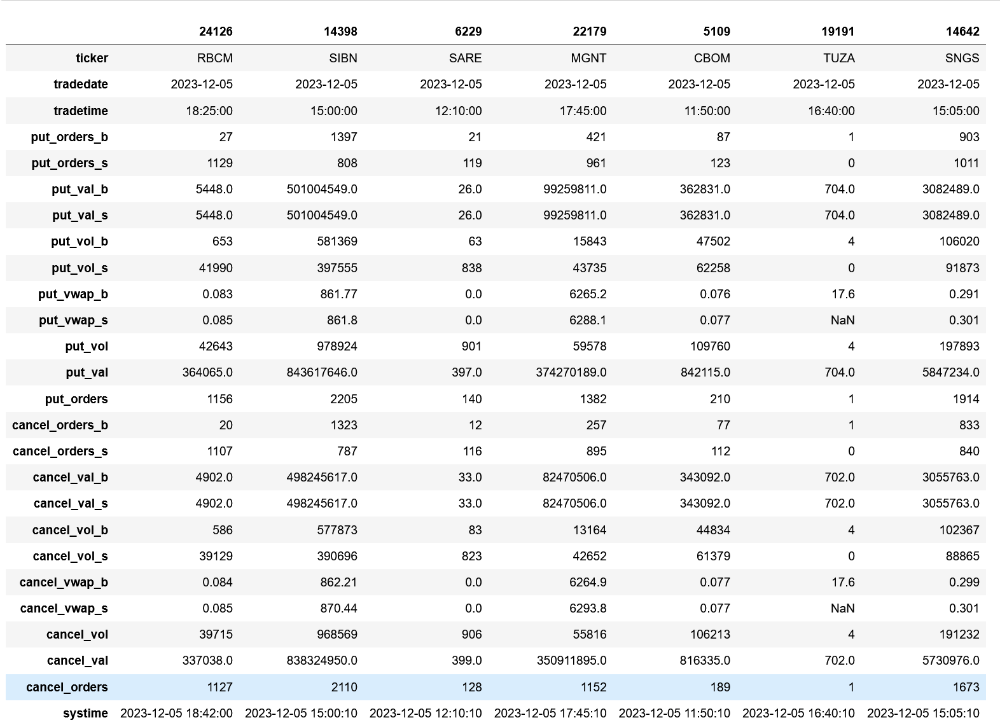 24126 14398 6229 22179 5109 19191 14642
ticker RBCM SIBN SARE MGNT CBOM TUZA SNGS
tradedate 2023-12-05 2023-12-05 2023-12-05 2023-12-05 2023-12-05 2023-12-05 2023-12-05
tradetime 18:25:00 15:00:00 12:10:00 17:45:00 11:50:00 16:40:00 15:05:00
put_orders_b 27 1397 21 421 87 1 903
put_orders_s 1129 808 119 961 123 0 1011
put_val_b 5448.0 501004549.0 26.0 99259811.0 362831.0 704.0 3082489.0
put_val_s 5448.0 501004549.0 26.0 99259811.0 362831.0 704.0 3082489.0
put_vol_b 653 581369 63 15843 47502 4 106020
put_vol_s 41990 397555 838 43735 62258 0 91873
put_vwap_b 0.083 861.77 0.0 6265.2 0.076 17.6 0.291
put_vwap_s 0.085 861.8 0.0 6288.1 0.077 NaN 0.301
put_vol 42643 978924 901 59578 109760 4 197893
put_val 364065.0 843617646.0 397.0 374270189.0 842115.0 704.0 5847234.0
put_orders 1156 2205 140 1382 210 1 1914
cancel_orders_b 20 1323 12 257 77 1 833
cancel_orders_s 1107 787 116 895 112 0 840
cancel_val_b 4902.0 498245617.0 33.0 82470506.0 343092.0 702.0 3055763.0
cancel_val_s 4902.0 498245617.0 33.0 82470506.0 343092.0 702.0 3055763.0
cancel_vol_b 586 577873 83 13164 44834 4 102367
cancel_vol_s 39129 390696 823 42652 61379 0 88865
cancel_vwap_b 0.084 862.21 0.0 6264.9 0.077 17.6 0.299
cancel_vwap_s 0.085 870.44 0.0 6293.8 0.077 NaN 0.301
cancel_vol 39715 968569 906 55816 106213 4 191232
cancel_val 337038.0 838324950.0 399.0 350911895.0 816335.0 702.0 5730976.0
cancel_orders 1127 2110 128 1152 189 1 1673
systime 2023-12-05 18:42:00 2023-12-05 15:00:10 2023-12-05 12:10:10 2023-12-05 17:45:10 2023-12-05 11:50:10 2023-12-05 16:40:10 2023-12-05 15:05:10